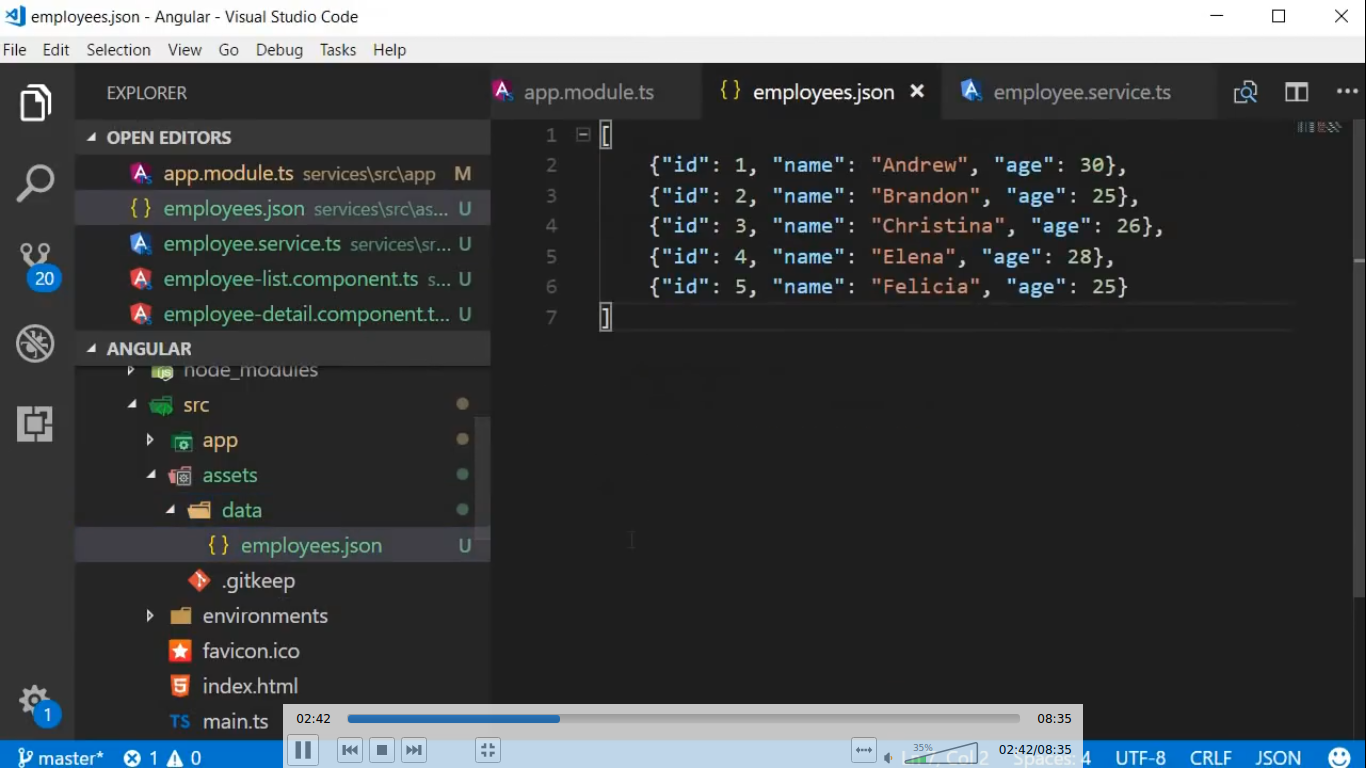 employees.json - Angular - Visual Studio Code
File Edit Selection View Go Debug Tasks Help
EXPLORER
OPEN EDITORS
app.module.ts services\src\app M
employees.json services\src\as... U
employee.service.ts services\sr... U
employee-list.component.ts s... U
employee-detail.component.t... U
ANGULAR
node_modules
src
app
assets
data
employees.json U
.gitkeep
environments
favicon.ico
index.html
TS main.ts
20
1
app.module.ts {} employees.json employee.service.ts
1 [
2 {"id": 1, "name": "Andrew", "age": 30},
3 {"id": 2, "name": "Brandon", "age": 25},
4 {"id": 3, "name": "Christina", "age": 26},
5 {"id": 4, "name": "Elena", "age": 28},
6 {"id": 5, "name": "Felicia", "age": 25}
7 ]
02:42 08:35
35% 02:42/08:35
master* 1 0 Ln 7, Col 2 Spaces: 4 UTF-8 CRLF JSON